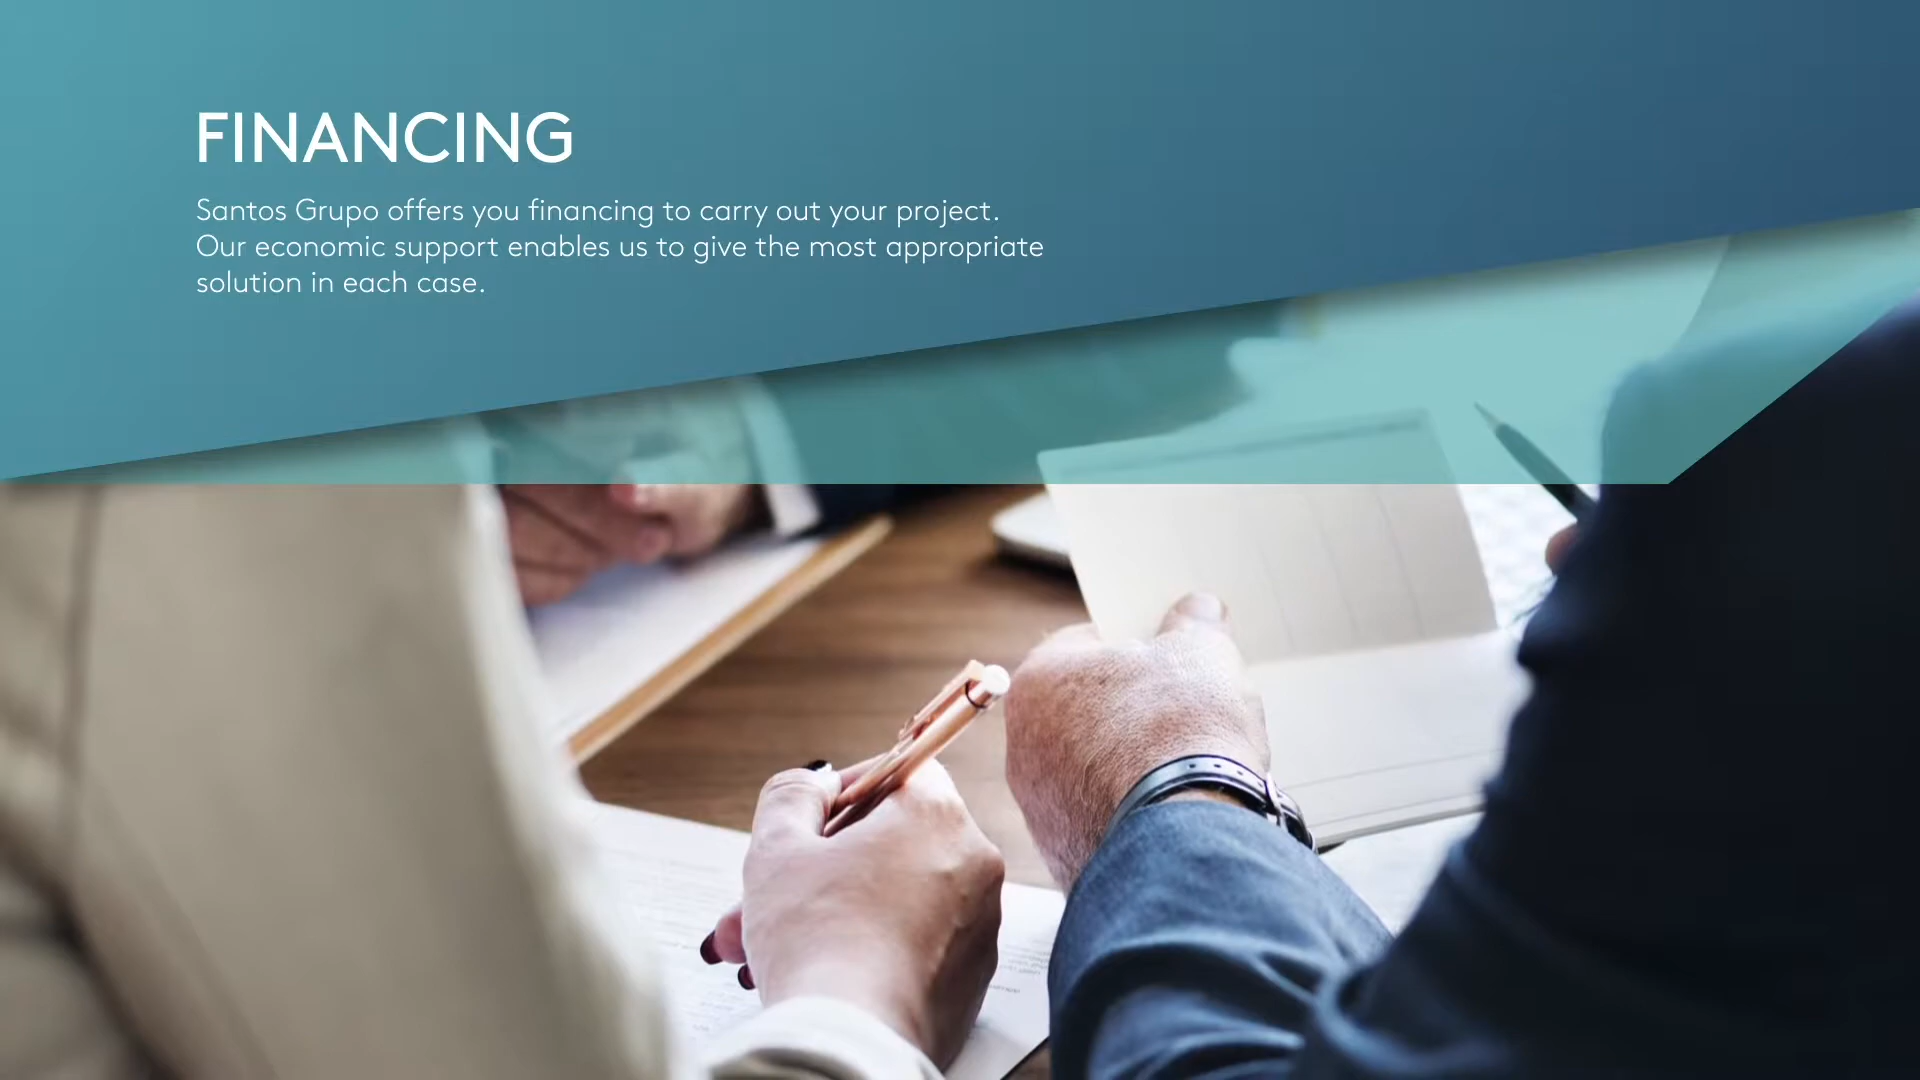 FINANCING
Santos Grupo offers you financing to carry out your project.
Our economic support enables us to give the most appropriate
solution in each case.